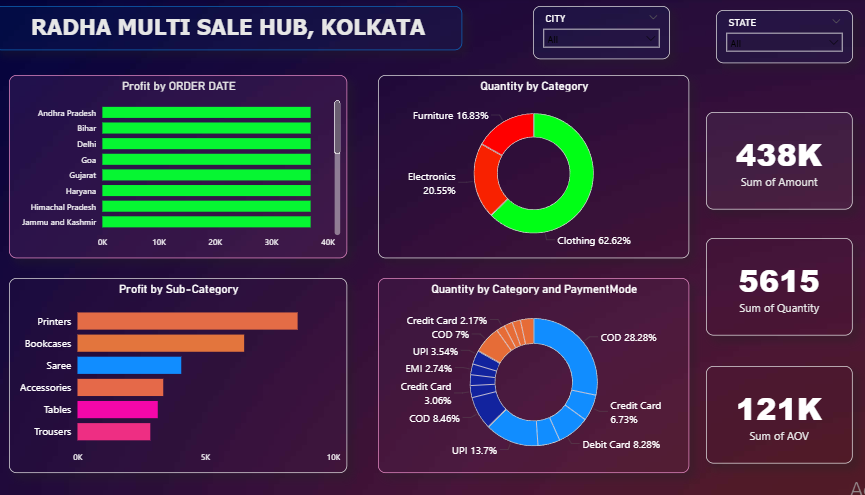 RADHA MULTI SALE HUB, KOLKATA
CITY
All
STATE
All
Profit by ORDER DATE
Andhra Pradesh
Bihar
Delhi
Goa
Gujarat
Haryana
Himachal Pradesh
Jammu and Kashmir
0K 10K 20K 30K 40K
Quantity by Category
Furniture 16.83%
Electronics
20.55%
Clothing 62.62%
438K
Sum of Amount
5615
Sum of Quantity
121K
Sum of AOV
Profit by Sub-Category
Printers
Bookcases
Saree
Accessories
Tables
Trousers
0K 5K 10K
Quantity by Category and PaymentMode
Credit Card 2.17%
COD 7%
UPI 3.54%
EMI 2.74%
Credit Card
3.06%
COD 8.46%
UPI 13.7%
COD 28.28%
Credit Card
6.73%
Debit Card 8.28%